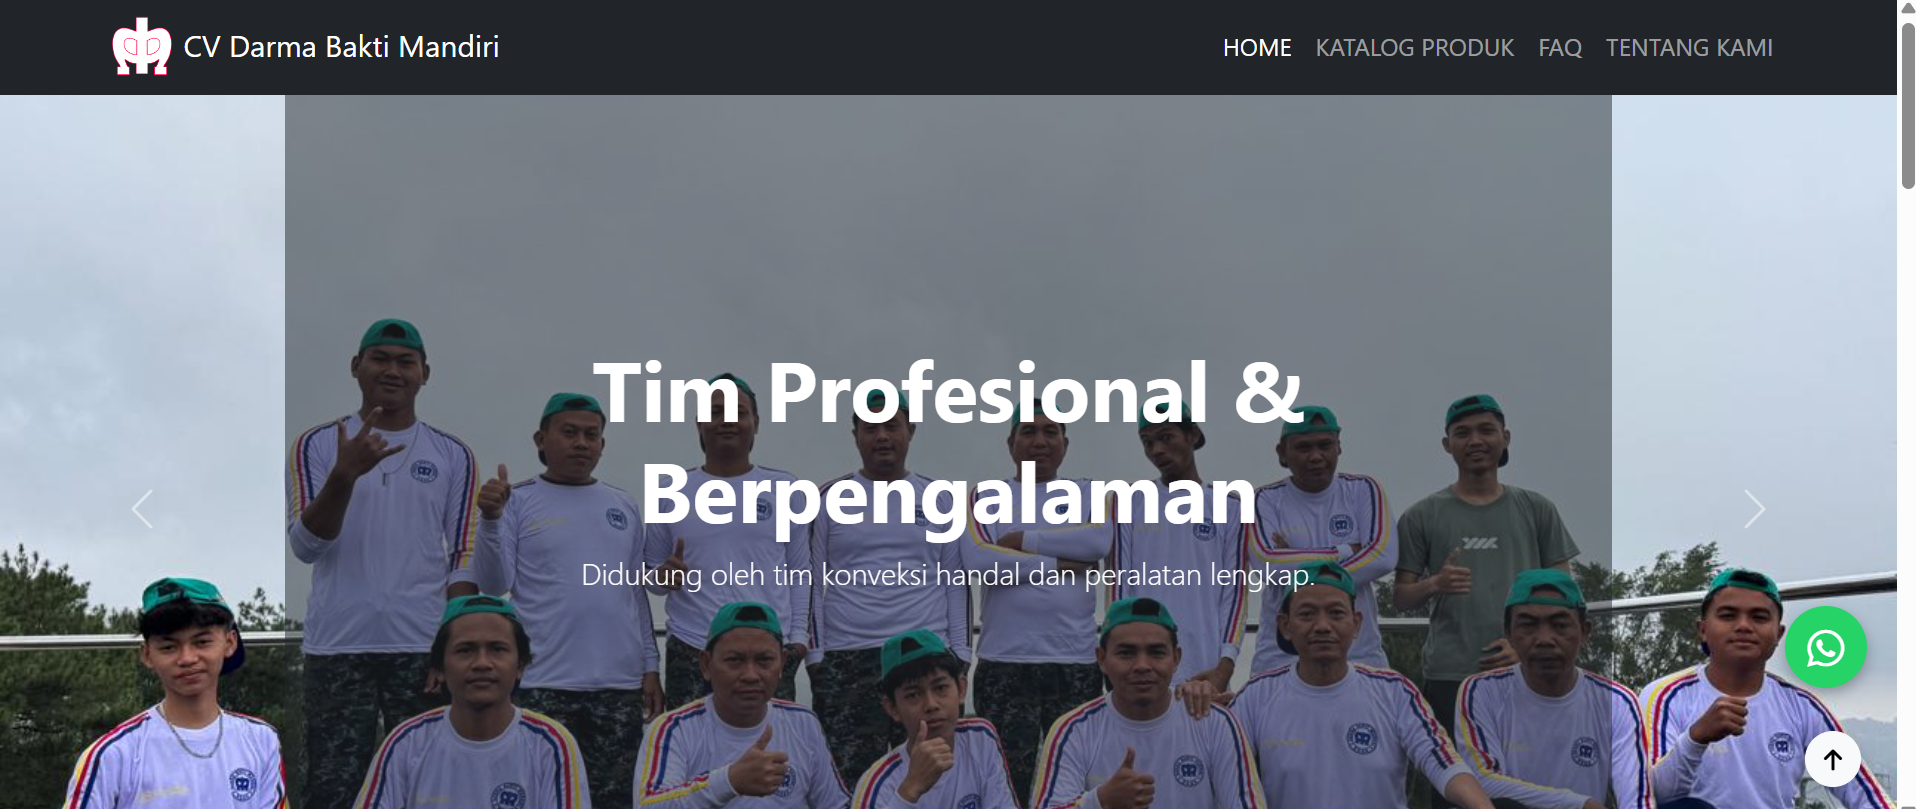 CV Darma Bakti Mandiri
HOME KATALOG PRODUK FAQ TENTANG KAMI
Tim Profesional &
Berpengalaman
Didukung oleh tim konveksi handal dan peralatan lengkap.